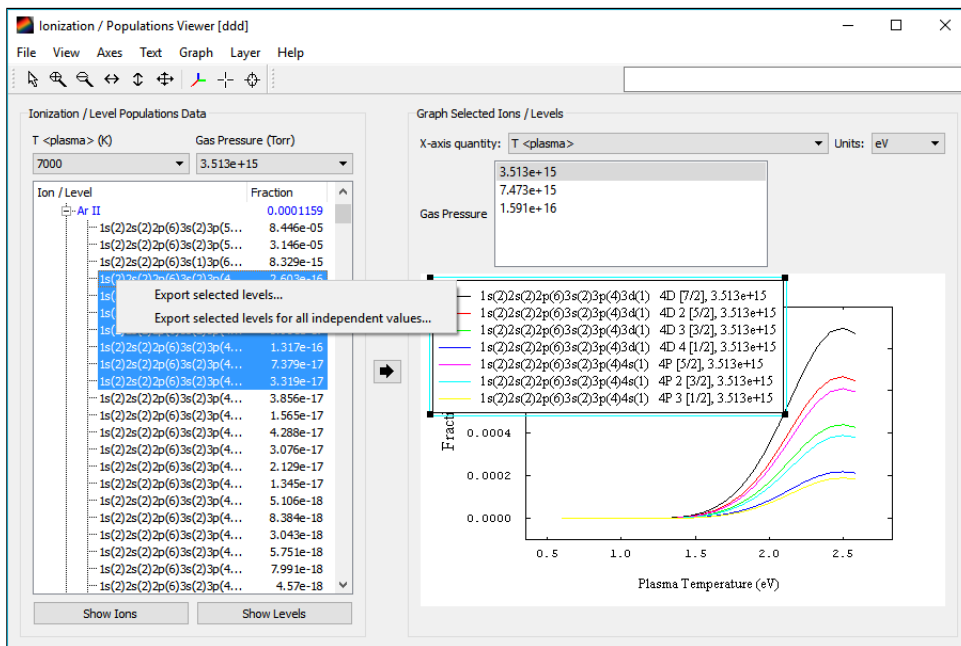 Ionization / Populations Viewer [ddd]
File View Axes Text Graph Layer Help
Ionization / Level Populations Data
T <plasma> (K) Gas Pressure (Torr)
7000 3.513e+15
Ion / Level Fraction
Ar II 0.0001159
1s(2)2s(2)2p(6)3s(2)3p(5... 8.446e-05
1s(2)2s(2)2p(6)3s(2)3p(5... 3.146e-05
1s(2)2s(2)2p(6)3s(1)3p(6... 8.329e-15
1s(2)2s(2)2p(6)3s(2)3p(4... 2.603e-16
Export selected levels...
Export selected levels for all independent values...
1s(2)2s(2)2p(6)3s(2)3p(4... 1.317e-16
1s(2)2s(2)2p(6)3s(2)3p(4... 7.379e-17
1s(2)2s(2)2p(6)3s(2)3p(4... 3.319e-17
1s(2)2s(2)2p(6)3s(2)3p(4... 3.856e-17
1s(2)2s(2)2p(6)3s(2)3p(4... 1.565e-17
1s(2)2s(2)2p(6)3s(2)3p(4... 4.288e-17
1s(2)2s(2)2p(6)3s(2)3p(4... 3.076e-17
1s(2)2s(2)2p(6)3s(2)3p(4... 2.129e-17
1s(2)2s(2)2p(6)3s(2)3p(4... 1.345e-17
1s(2)2s(2)2p(6)3s(2)3p(4... 5.106e-18
1s(2)2s(2)2p(6)3s(2)3p(4... 8.384e-18
1s(2)2s(2)2p(6)3s(2)3p(4... 3.043e-18
1s(2)2s(2)2p(6)3s(2)3p(4... 5.751e-18
1s(2)2s(2)2p(6)3s(2)3p(4... 7.991e-18
1s(2)2s(2)2p(6)3s(2)3p(4... 4.57e-18
Show Ions Show Levels
Graph Selected Ions / Levels
X-axis quantity: T <plasma> Units: eV
Gas Pressure
3.513e+15
7.473e+15
1.591e+16
1s(2)2s(2)2p(6)3s(2)3p(4)3d(1) 4D [7/2], 3.513e+15
1s(2)2s(2)2p(6)3s(2)3p(4)3d(1) 4D 2 [5/2], 3.513e+15
1s(2)2s(2)2p(6)3s(2)3p(4)3d(1) 4D 3 [3/2], 3.513e+15
1s(2)2s(2)2p(6)3s(2)3p(4)3d(1) 4D 4 [1/2], 3.513e+15
1s(2)2s(2)2p(6)3s(2)3p(4)4s(1) 4P [5/2], 3.513e+15
1s(2)2s(2)2p(6)3s(2)3p(4)4s(1) 4P 2 [3/2], 3.513e+15
1s(2)2s(2)2p(6)3s(2)3p(4)4s(1) 4P 3 [1/2], 3.513e+15
0.0004
0.0002
0.0000
0.5 1.0 1.5 2.0 2.5
Plasma Temperature (eV)